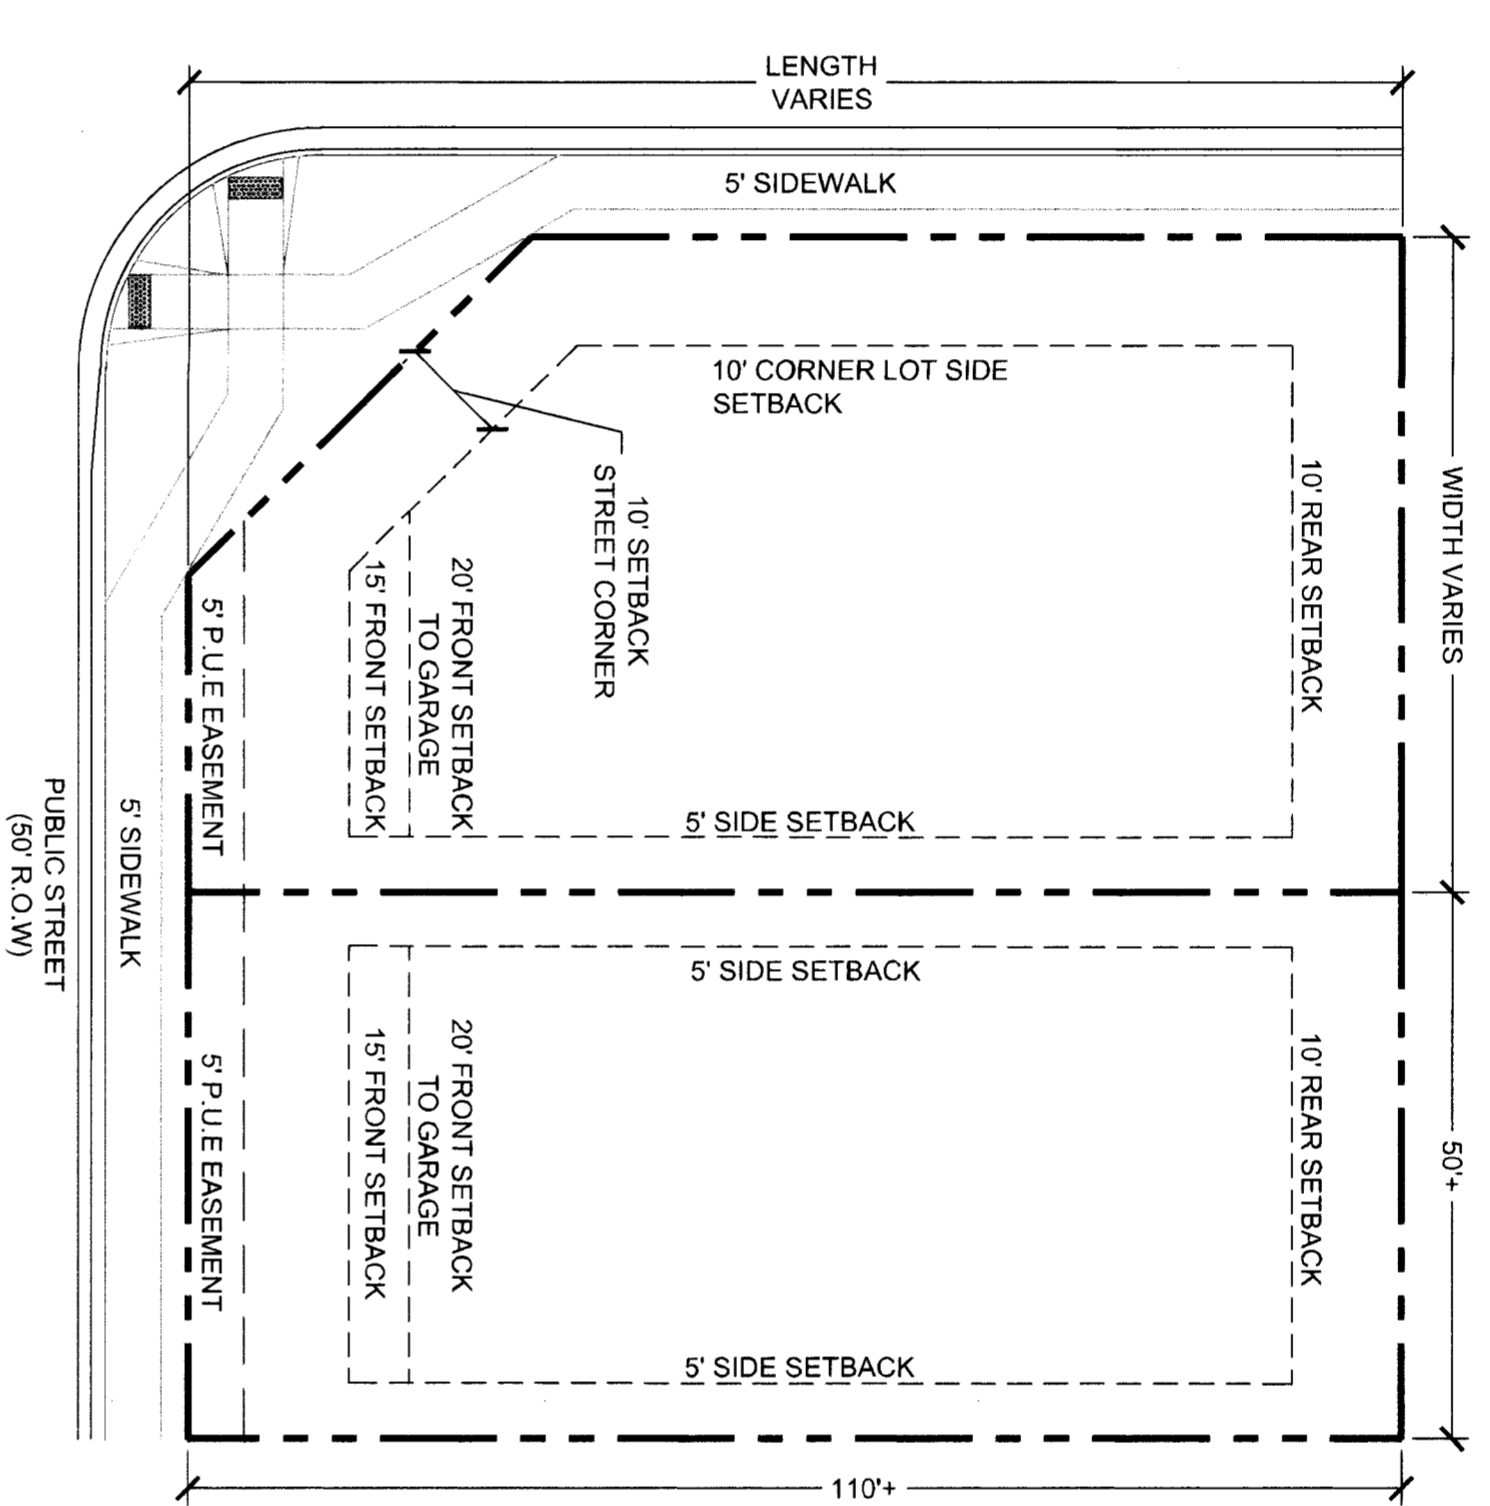 LENGTH
VARIES
5' SIDEWALK
10' CORNER LOT SIDE
SETBACK
10' SETBACK
STREET CORNER
10' REAR SETBACK
WIDTH VARIES
20' FRONT SETBACK
TO GARAGE
15' FRONT SETBACK
5' P.U.E EASEMENT
5' SIDE SETBACK
5' SIDEWALK
PUBLIC STREET
(50' R.O.W)
5' SIDE SETBACK
20' FRONT SETBACK
TO GARAGE
15' FRONT SETBACK
5' P.U.E EASEMENT
10' REAR SETBACK
50'+
5' SIDE SETBACK
110'+